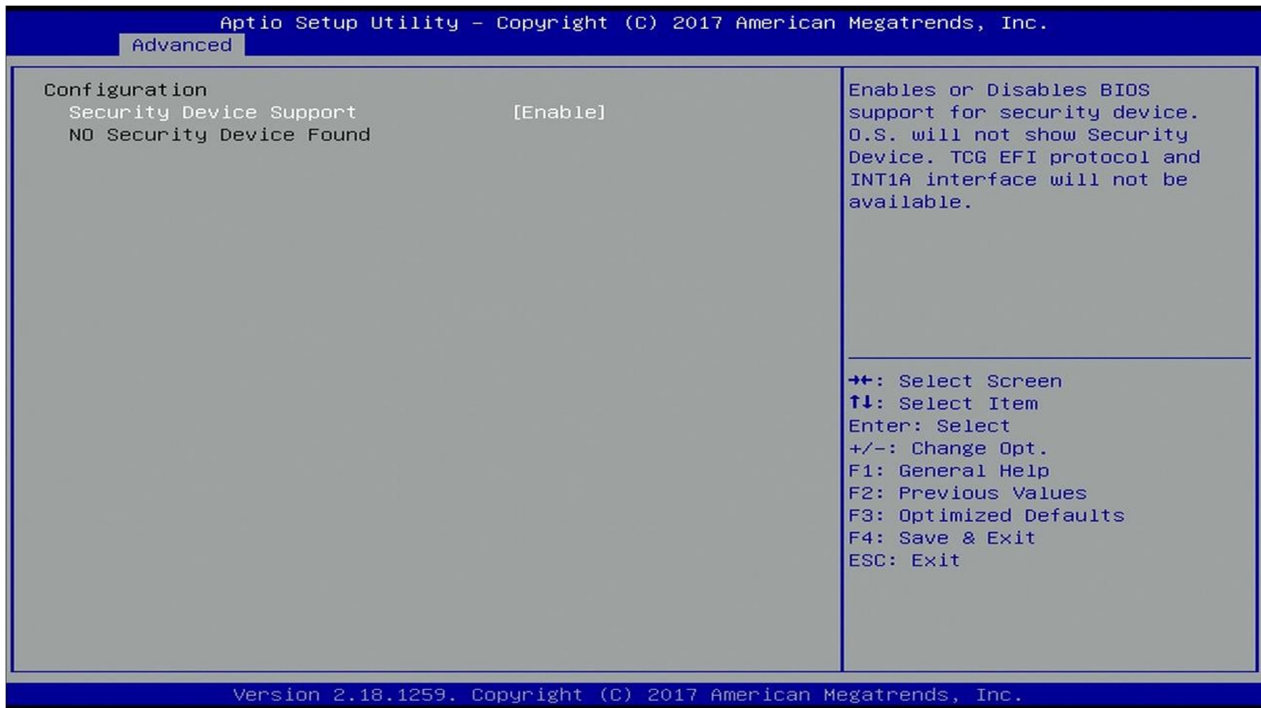 Aptio Setup Utility – Copyright (C) 2017 American Megatrends, Inc.
Advanced
Configuration
Security Device Support [Enable]
NO Security Device Found
Enables or Disables BIOS
support for security device.
O.S. will not show Security
Device. TCG EFI protocol and
INT1A interface will not be
available.
→←: Select Screen
↑↓: Select Item
Enter: Select
+/-: Change Opt.
F1: General Help
F2: Previous Values
F3: Optimized Defaults
F4: Save & Exit
ESC: Exit
Version 2.18.1259. Copyright (C) 2017 American Megatrends, Inc.